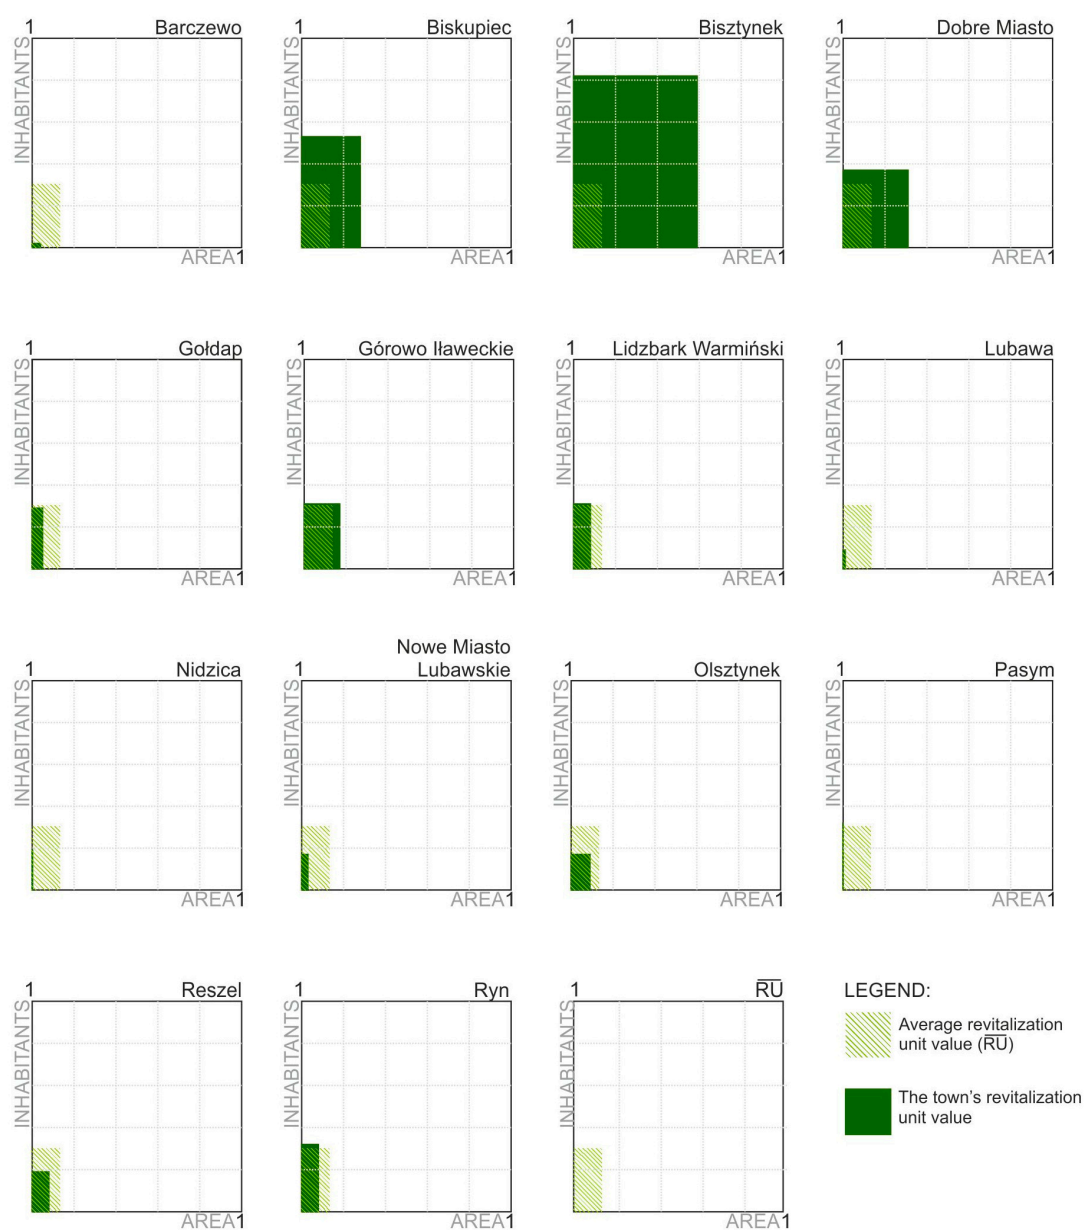 1 Barczewo
INHABITANTS
AREA1
1 Biskupiec
INHABITANTS
AREA1
1 Bisztynek
INHABITANTS
AREA1
1 Dobre Miasto
INHABITANTS
AREA1
1 Gołdap
INHABITANTS
AREA1
1 Górowo Iławeckie
INHABITANTS
AREA1
1 Lidzbark Warmiński
INHABITANTS
AREA1
1 Lubawa
INHABITANTS
AREA1
1 Nidzica
INHABITANTS
AREA1
Nowe Miasto
1 Lubawskie
INHABITANTS
AREA1
1 Olsztynek
INHABITANTS
AREA1
1 Pasym
INHABITANTS
AREA1
1 Reszel
INHABITANTS
AREA1
1 Ryn
INHABITANTS
AREA1
1 R̅U̅
INHABITANTS
AREA1
LEGEND:
Average revitalization
unit value (R̅U̅)
The town's revitalization
unit value